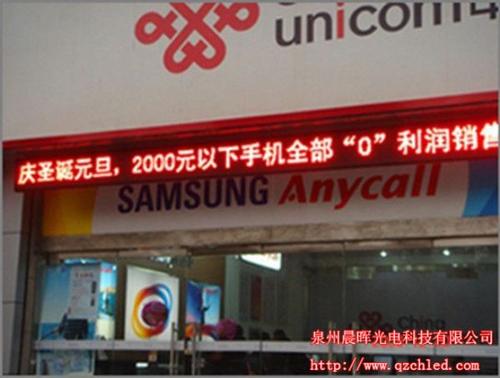 unicom
庆圣诞元旦，2000元以下手机全部“0”利润销售
SAMSUNG Anycall
China
泉州晨晖光电科技有限公司
http://www.qzchled.com